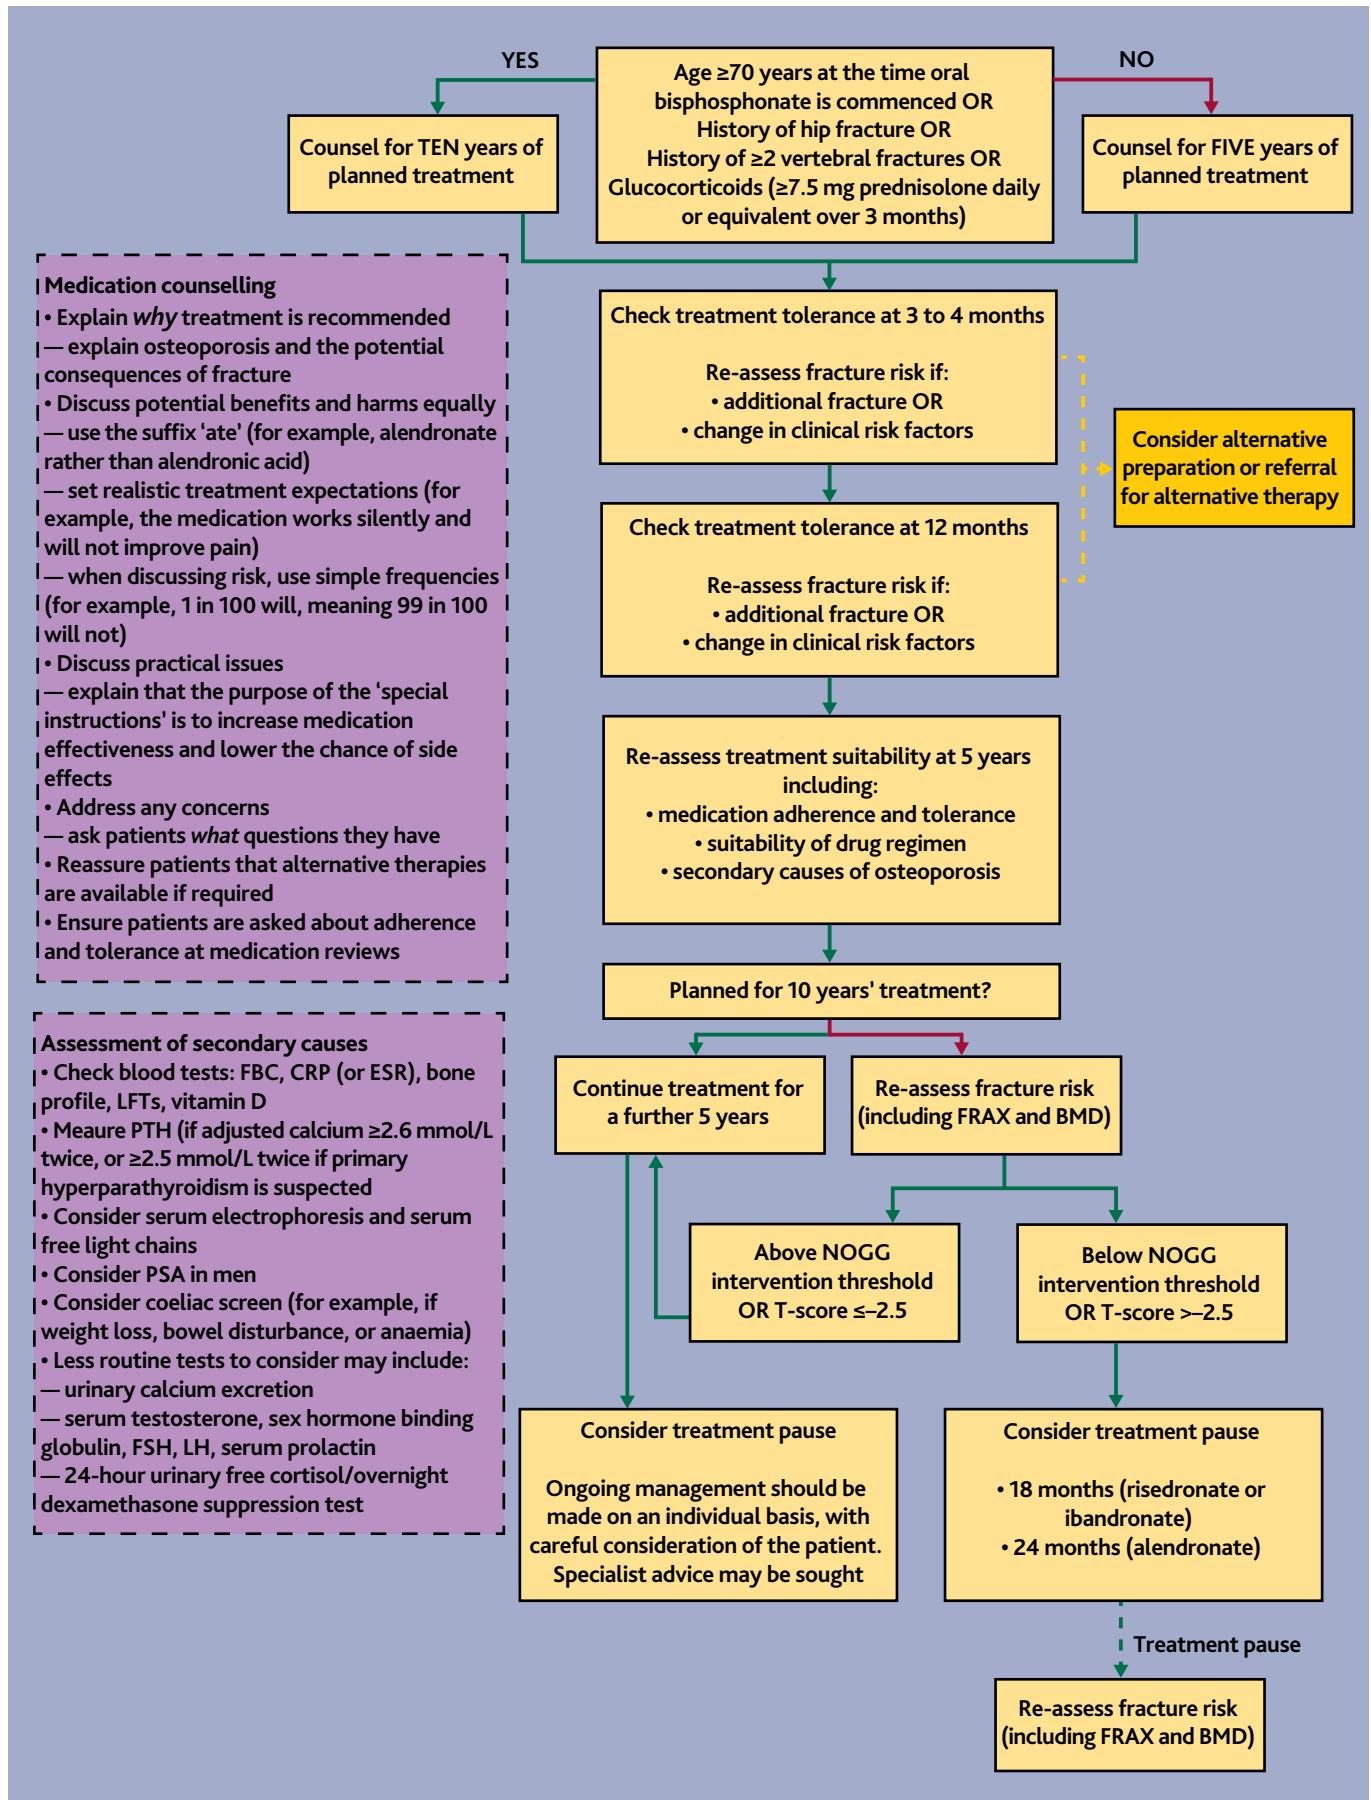 YES
NO
Age ≥70 years at the time oral
bisphosphonate is commenced OR
History of hip fracture OR
History of ≥2 vertebral fractures OR
Glucocorticoids (≥7.5 mg prednisolone daily
or equivalent over 3 months)
Counsel for TEN years of
planned treatment
Counsel for FIVE years of
planned treatment
Medication counselling
• Explain why treatment is recommended
— explain osteoporosis and the potential
consequences of fracture
• Discuss potential benefits and harms equally
— use the suffix ‘ate’ (for example, alendronate
rather than alendronic acid)
— set realistic treatment expectations (for
example, the medication works silently and
will not improve pain)
— when discussing risk, use simple frequencies
(for example, 1 in 100 will, meaning 99 in 100
will not)
• Discuss practical issues
— explain that the purpose of the ‘special
instructions’ is to increase medication
effectiveness and lower the chance of side
effects
• Address any concerns
— ask patients what questions they have
• Reassure patients that alternative therapies
are available if required
• Ensure patients are asked about adherence
and tolerance at medication reviews
Check treatment tolerance at 3 to 4 months
Re-assess fracture risk if:
• additional fracture OR
• change in clinical risk factors
Consider alternative
preparation or referral
for alternative therapy
Check treatment tolerance at 12 months
Re-assess fracture risk if:
• additional fracture OR
• change in clinical risk factors
Re-assess treatment suitability at 5 years
including:
• medication adherence and tolerance
• suitability of drug regimen
• secondary causes of osteoporosis
Planned for 10 years' treatment?
Assessment of secondary causes
• Check blood tests: FBC, CRP (or ESR), bone
profile, LFTs, vitamin D
• Meaure PTH (if adjusted calcium ≥2.6 mmol/L
twice, or ≥2.5 mmol/L twice if primary
hyperparathyroidism is suspected
• Consider serum electrophoresis and serum
free light chains
• Consider PSA in men
• Consider coeliac screen (for example, if
weight loss, bowel disturbance, or anaemia)
• Less routine tests to consider may include:
— urinary calcium excretion
— serum testosterone, sex hormone binding
globulin, FSH, LH, serum prolactin
— 24-hour urinary free cortisol/overnight
dexamethasone suppression test
Continue treatment for
a further 5 years
Re-assess fracture risk
(including FRAX and BMD)
Above NOGG
intervention threshold
OR T-score ≤–2.5
Below NOGG
intervention threshold
OR T-score >–2.5
Consider treatment pause
Ongoing management should be
made on an individual basis, with
careful consideration of the patient.
Specialist advice may be sought
Consider treatment pause
• 18 months (risedronate or
ibandronate)
• 24 months (alendronate)
Treatment pause
Re-assess fracture risk
(including FRAX and BMD)